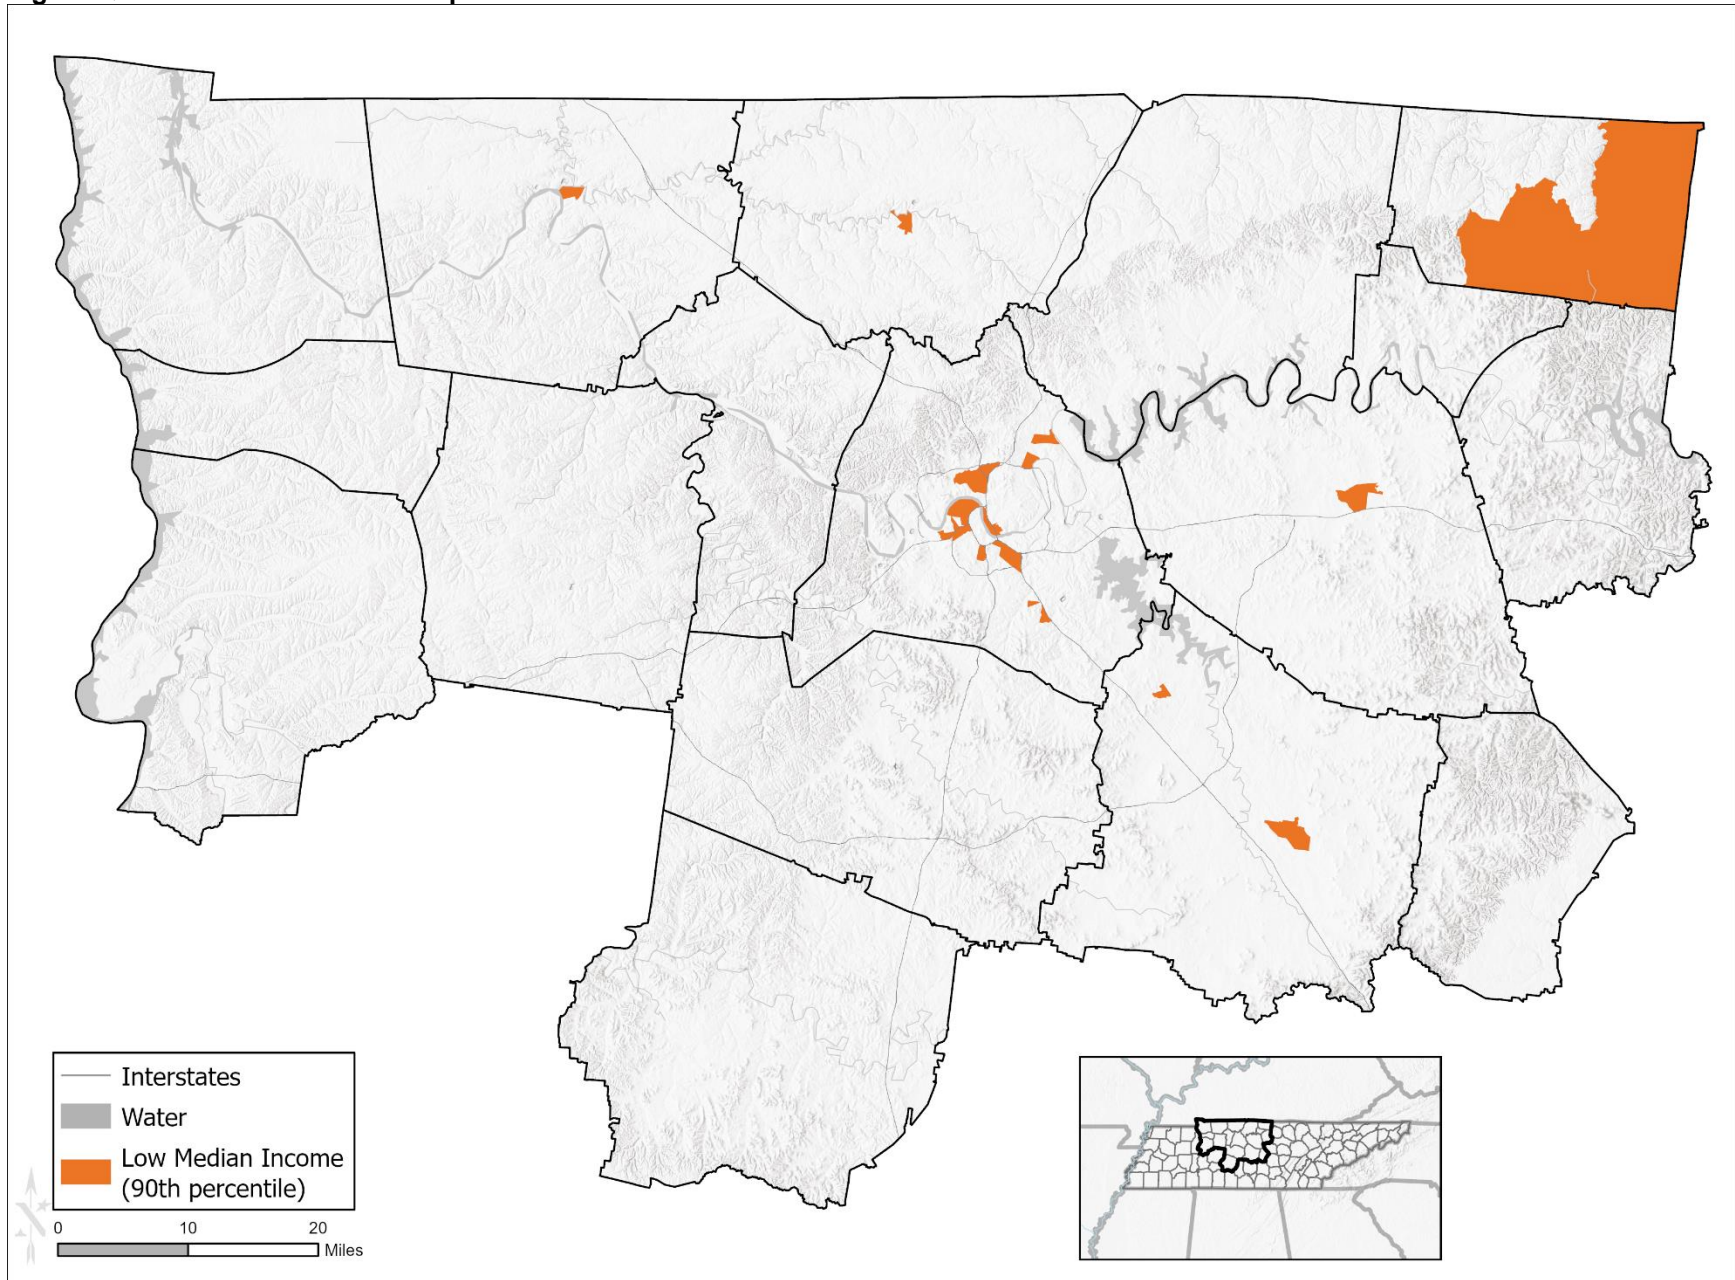 Interstates
Water
Low Median Income
(90th percentile)
0 10 20
Miles